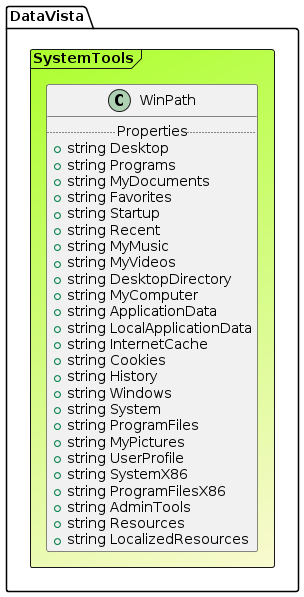 DataVista
SystemTools
C WinPath
Properties
string Desktop
string Programs
string MyDocuments
string Favorites
string Startup
string Recent
string MyMusic
string MyVideos
string DesktopDirectory
string MyComputer
string ApplicationData
string LocalApplicationData
string InternetCache
string Cookies
string History
string Windows
string System
string ProgramFiles
string MyPictures
string UserProfile
string SystemX86
string ProgramFilesX86
string AdminTools
string Resources
string LocalizedResources